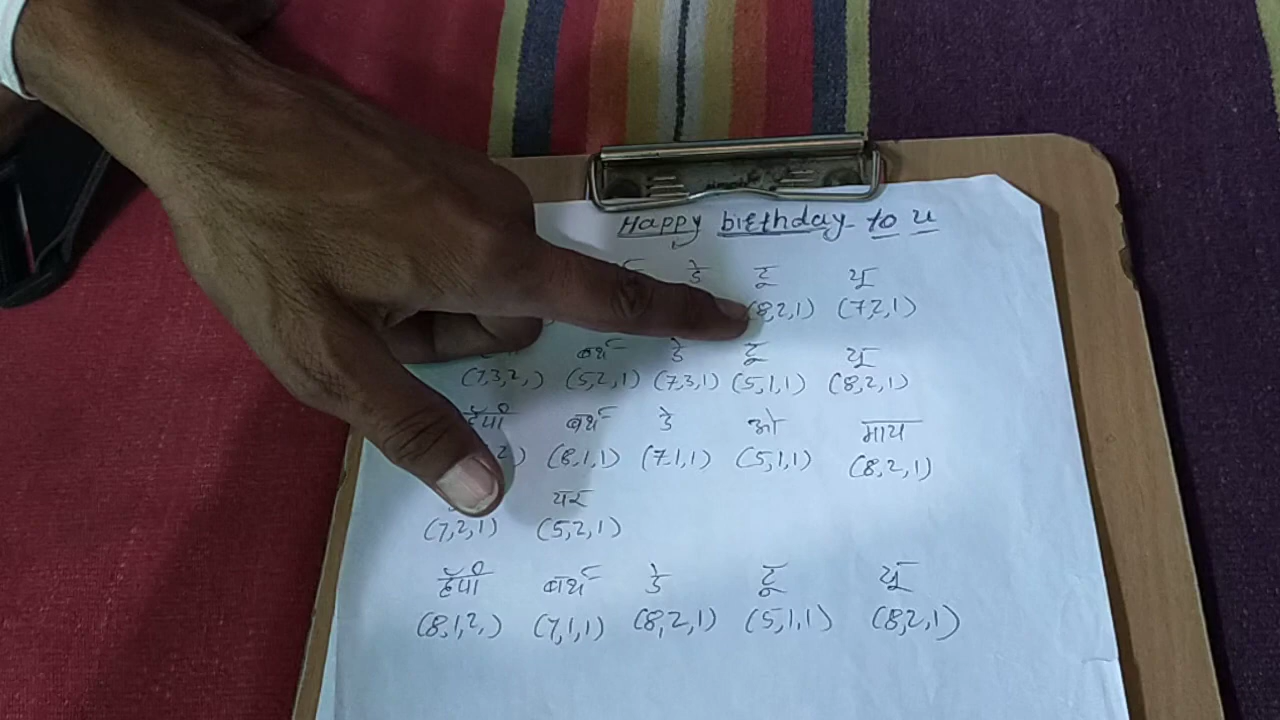 Happy birthday to u
डे टू यू
(8,2,1) (7,2,1)
बर्थ डे टू यू
(7,3,2,) (5,2,1) (7,3,1) (5,1,1) (8,2,1)
हैपी बर्थ डे ओ माय
(8,1,1) (7,1,1) (5,1,1) (8,2,1)
यर
(7,2,1) (5,2,1)
हैपी बर्थ डे टू यू
(8,1,2,) (7,1,1) (8,2,1) (5,1,1) (8,2,1)